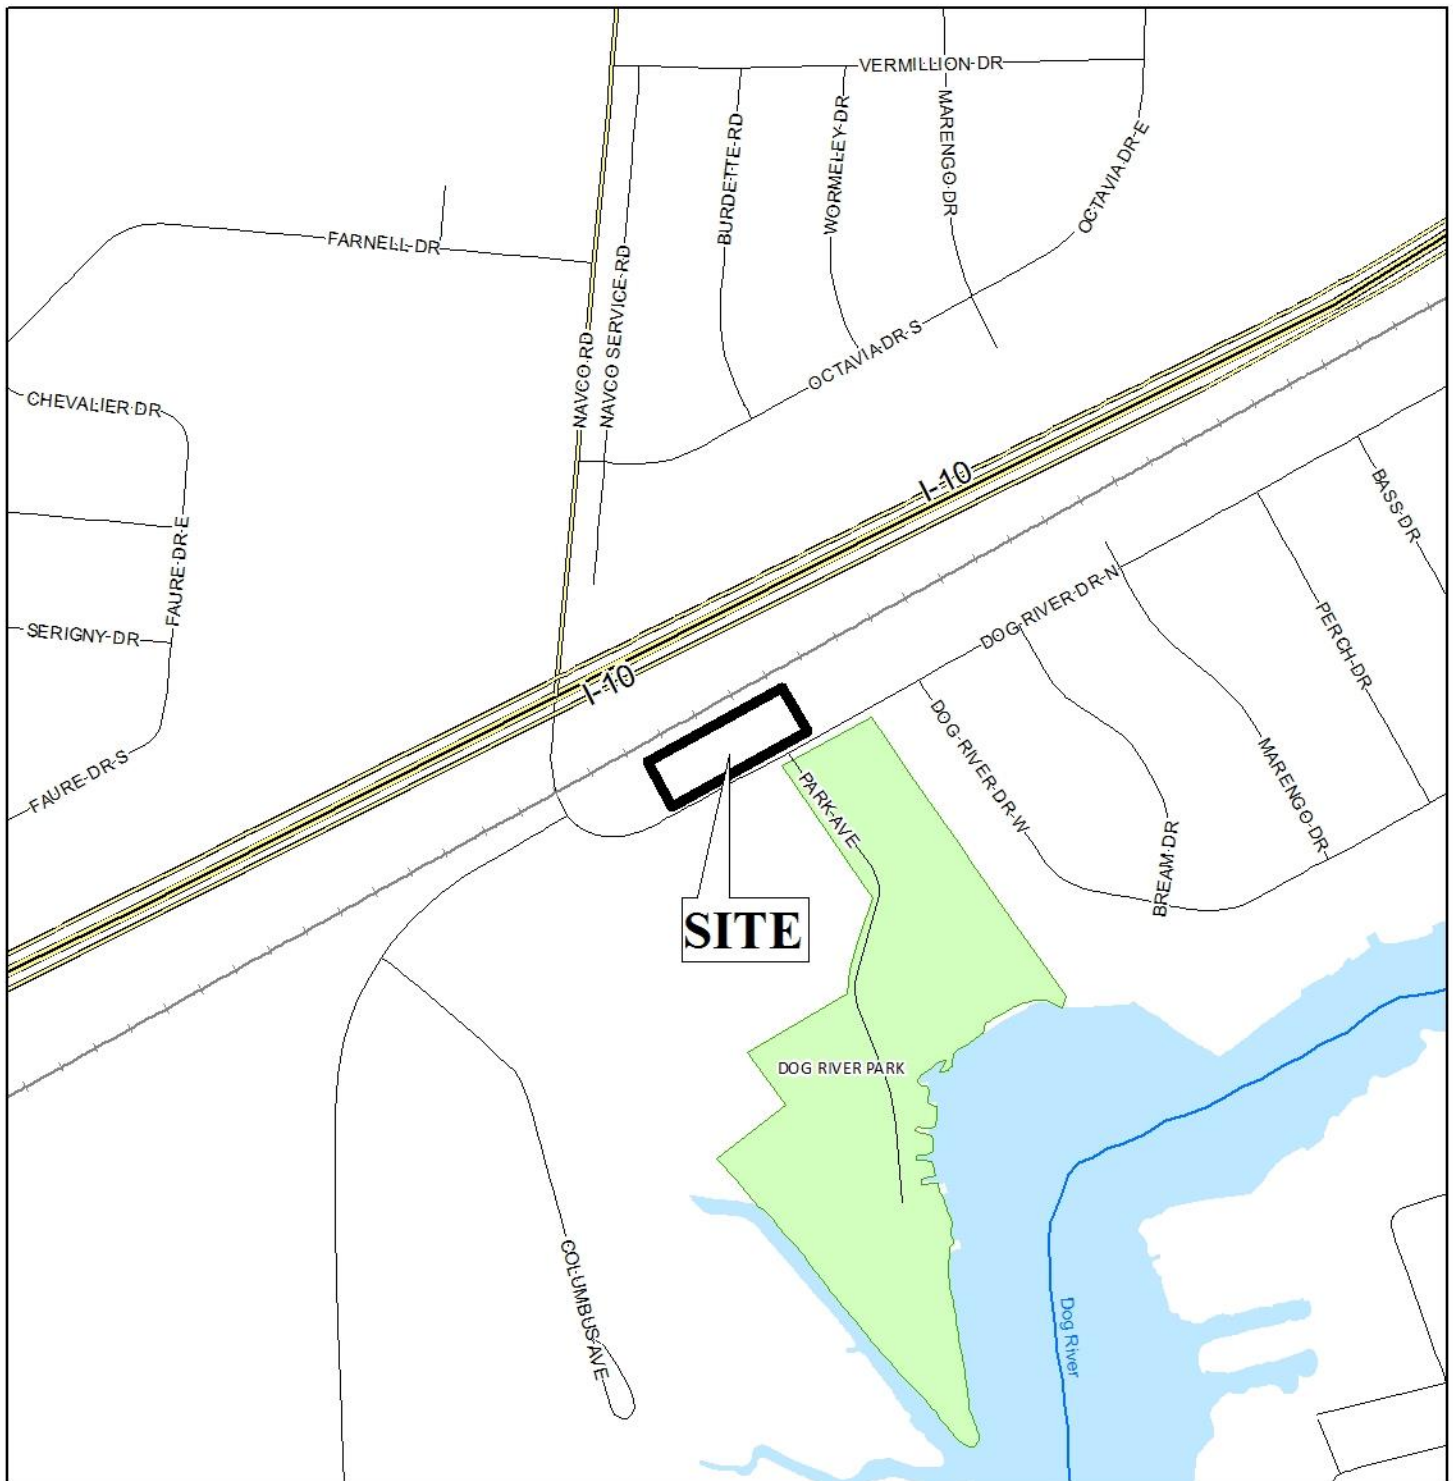 VERMILLION DR
MARENGO DR
BURDETTE RD
WORMELEY DR
OCTAVIA DR E
FARNELL DR
NAVCO SERVICE RD
NAVCO RD
OCTAVIA DR S
CHEVALIER DR
I-10
BASS DR
FAURE DR E
SERIGNY DR
DOG RIVER DR N
PERCH DR
I-10
FAURE DR S
DOG RIVER DR W
MARENGO DR
PARK AVE
BREAM DR
SITE
DOG RIVER PARK
COLUMBUS AVE
Dog River